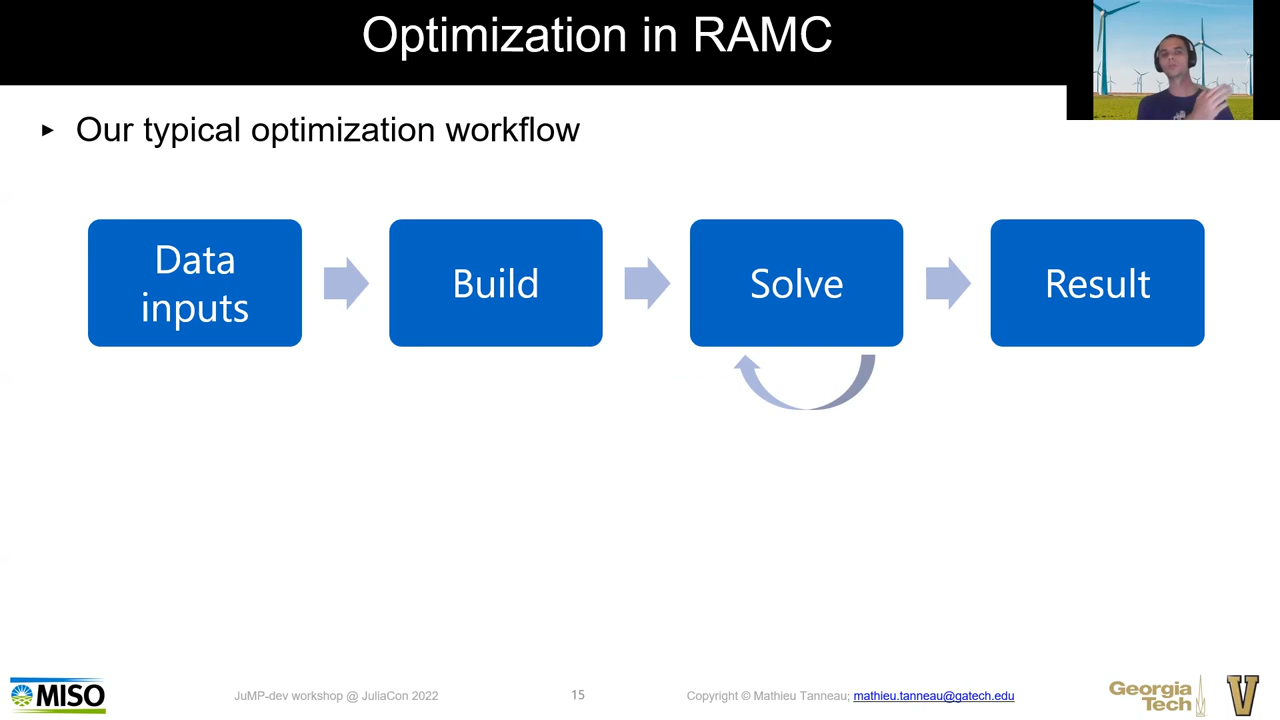 Optimization in RAMC
► Our typical optimization workflow
Data
inputs
Build
Solve
Result
MISO
JuMP-dev workshop @ JuliaCon 2022
15
Copyright © Mathieu Tanneau; mathieu.tanneau@gatech.edu
Georgia
Tech
V